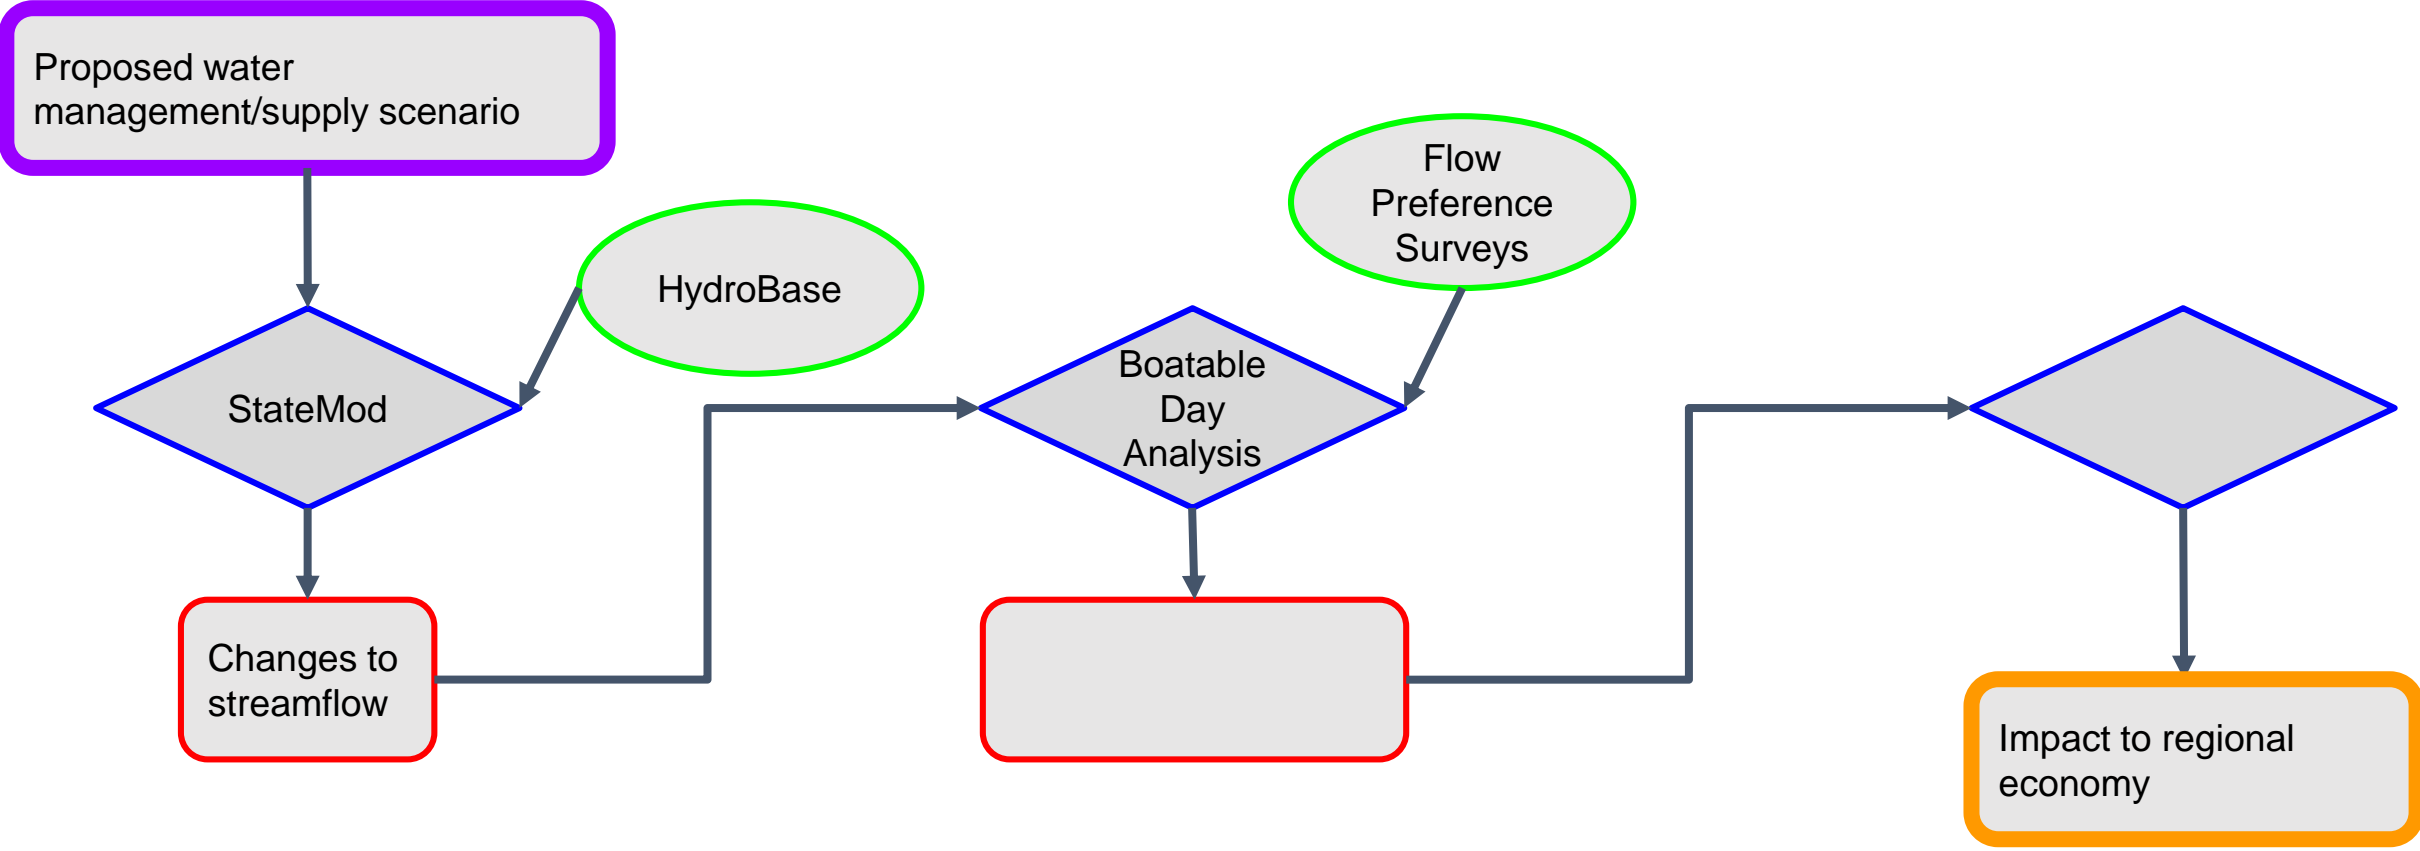 Proposed water
management/supply scenario
Flow
Preference
Surveys
HydroBase
StateMod
Boatable
Day
Analysis
Changes to
streamflow
Impact to regional
economy